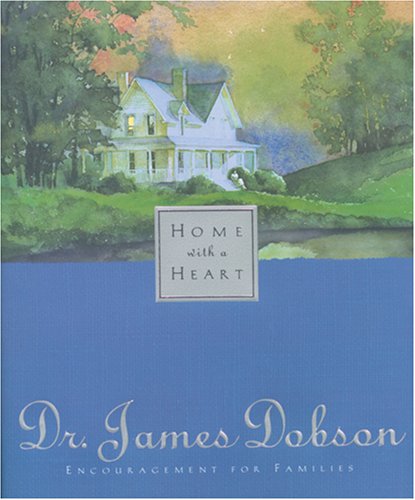 HOME
with a
HEART
Dr. James Dobson
ENCOURAGEMENT FOR FAMILIES